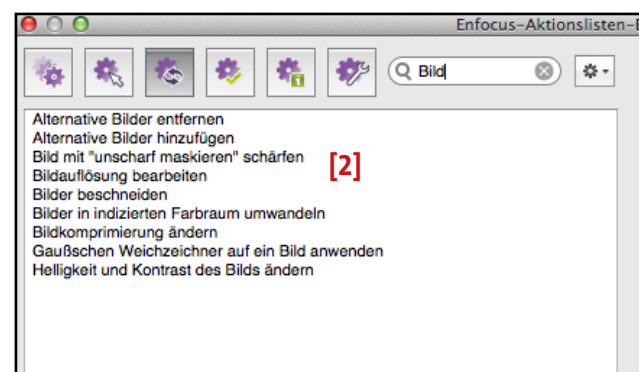 Enfocus-Aktionslisten-E
Bild
Alternative Bilder entfernen
Alternative Bilder hinzufügen
Bild mit "unscharf maskieren" schärfen
[2]
Bildauflösung bearbeiten
Bilder beschneiden
Bilder in indizierten Farbraum umwandeln
Bildkomprimierung ändern
Gaußschen Weichzeichner auf ein Bild anwenden
Helligkeit und Kontrast des Bilds ändern